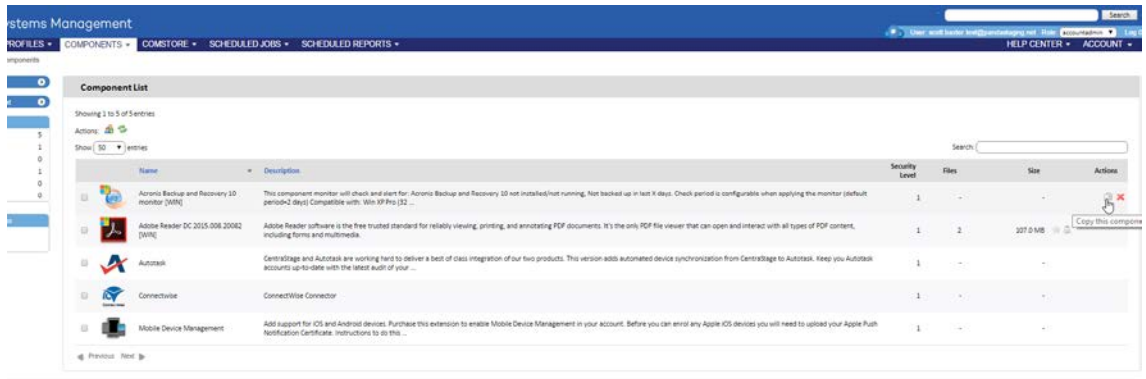 stems Management
Search
User: Role: accountadmin Log
PROFILES COMPONENTS COMSTORE SCHEDULED JOBS SCHEDULED REPORTS HELP CENTER ACCOUNT
Component List
Showing 1 to 5 of 5 entries
5
Actions:
1
Show 50 entries Search:
0
1
0
0
Name Description Security Level Files Size Actions
Acronis Backup and Recovery 10 monitor [WIN]
This component monitor will check and alert for: Acronis Backup and Recovery 10 not installed/not running, Not backed up in last X days. Check period is configurable when applying the monitor (default
period=2 days) Compatible with: Win XP Pro (32 ...
1 - -
Copy this compone
Adobe Reader DC 2015.008.20082 [WIN]
Adobe Reader software is the free trusted standard for reliably viewing, printing, and annotating PDF documents. It's the only PDF file viewer that can open and interact with all types of PDF content,
including forms and multimedia.
1 2 107.0 MB
Autotask
CentraStage and Autotask are working hard to deliver a best of class integration of our two products. This version adds automated device synchronization from CentraStage to Autotask. Keep you Autotask
accounts up-to-date with the latest audit of your ...
1 - -
Connectwise
ConnectWise Connector
1 - -
Mobile Device Management
Add support for iOS and Android devices. Purchase this extension to enable Mobile Device Management in your account. Before you can enrol any Apple iOS devices you will need to upload your Apple Push
Notification Certificate. Instructions to do this ...
1 - -
Previous Next